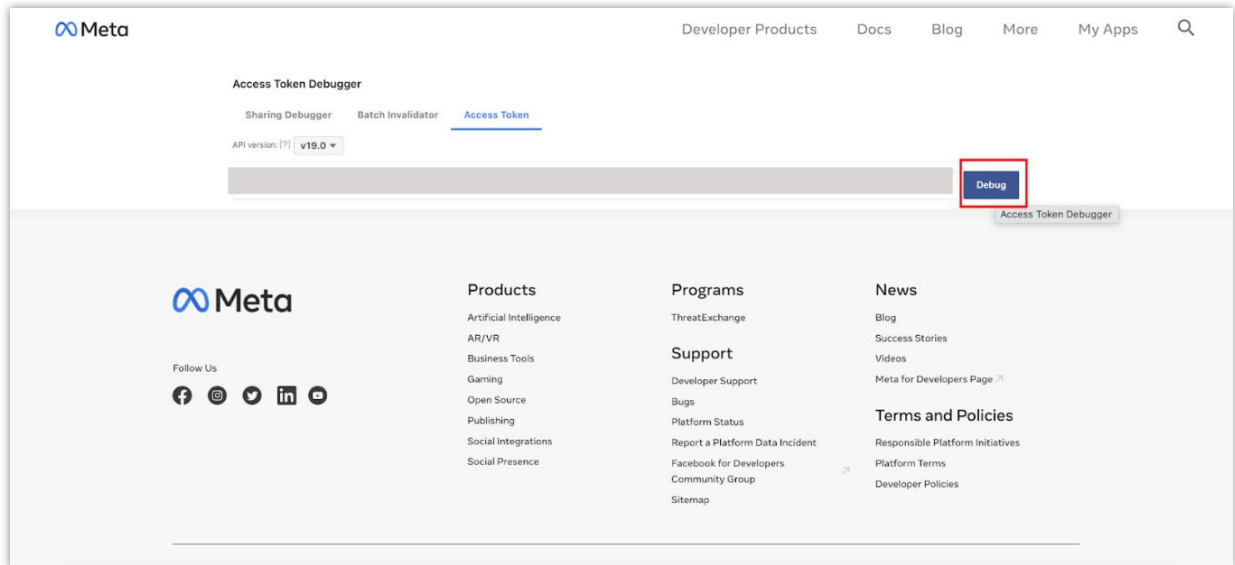 Meta
Developer Products Docs Blog More My Apps
Access Token Debugger
Sharing Debugger Batch Invalidator Access Token
API version: [?] v19.0
Debug
Access Token Debugger
Meta
Follow Us
Products
Artificial Intelligence
AR/VR
Business Tools
Gaming
Open Source
Publishing
Social Integrations
Social Presence
Programs
ThreatExchange
Support
Developer Support
Bugs
Platform Status
Report a Platform Data Incident
Facebook for Developers
Community Group
Sitemap
News
Blog
Success Stories
Videos
Meta for Developers Page
Terms and Policies
Responsible Platform Initiatives
Platform Terms
Developer Policies